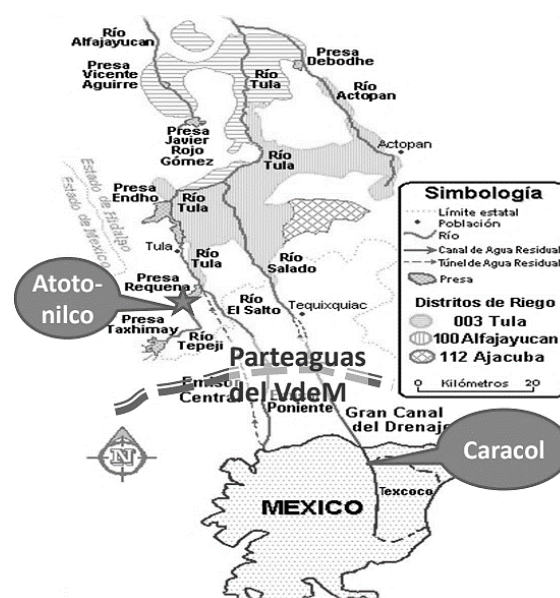 Río
Alfajayucan
Presa
Vicente
Aguirre
Río
Tula
Presa
Debodhe
Río
Actopan
Presa
Javier
Rojo
Gómez
Río
Tula
Actopan
Estado de Hidalgo
Estado de Mexico
Presa
Endho
Río
Tula
Tula
Río
Tula
Río
Salado
Presa
Requena
Atoto-
nilco
Presa
Taxhimay
Río
Tepeji
Río
El Salto
Tequixquiac
Parteaguas
del VdeM
Emisor
Central
Poniente
Gran Canal
del Drenaje
Caracol
Texcoco
MEXICO
N
Simbología
Límite estatal
Población
Río
Canal de Agua Residual
Túnel de Agua Residual
Presa
Distritos de Riego
003 Tula
100 Alfajayucan
112 Ajacuba
0 Kilómetros 20